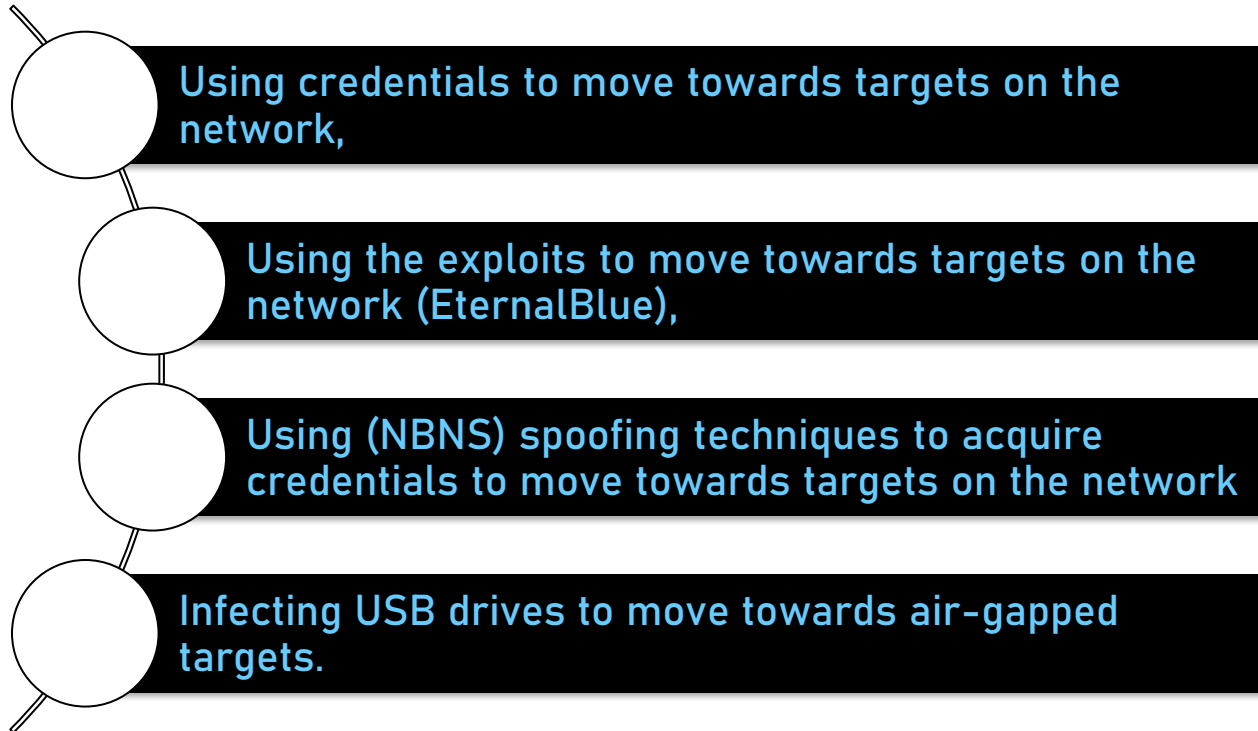 Using credentials to move towards targets on the
network,
Using the exploits to move towards targets on the
network (EternalBlue),
Using (NBNS) spoofing techniques to acquire
credentials to move towards targets on the network
Infecting USB drives to move towards air-gapped
targets.